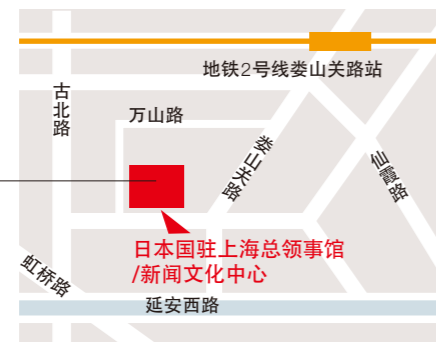 地铁2号线娄山关路站
古北路
万山路
娄山关路
仙霞路
日本国驻上海总领事馆
/新闻文化中心
虹桥路
延安西路